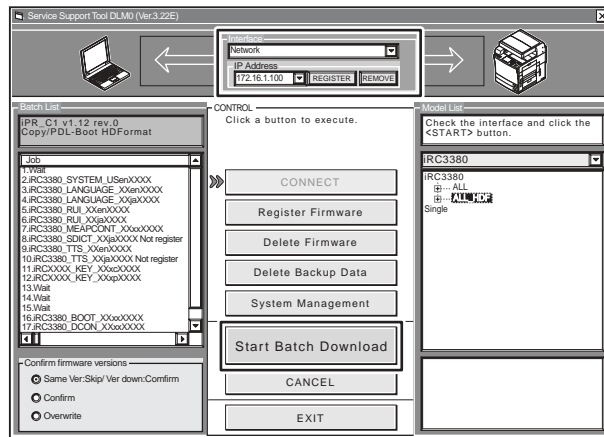 Service Support Tool DLM0 (Ver.3.22E)
Interface
Network
IP Address
172.16.1.100
REGISTER
REMOVE
Batch List
iPR_C1 v1.12 rev.0
Copy/PDL-Boot HDFormat
Job
1.Wait
2.iRC3380_SYSTEM_USenXXXX
3.iRC3380_LANGUAGE_XXenXXXX
4.iRC3380_LANGUAGE_XXjaXXXX
5.iRC3380_RUI_XXenXXXX
6.iRC3380_RUI_XXjaXXXX
7.iRC3380_MEAPCONT_XXxxXXXX
8.iRC3380_SDICT_XXjaXXXX Not register
9.iRC3380_TTS_XXenXXXX
10.iRC3380_TTS_XXjaXXXX Not register
11.iRCXXXX_KEY_XXxcXXXX
12.iRCXXXX_KEY_XXxpXXXX
13.Wait
14.Wait
15.Wait
16.iRC3380_BOOT_XXxxXXXX
17.iRC3380_DCON_XXxxXXXX
Confirm firmware versions
Same Ver:Skip/ Ver down:Comfirm
Confirm
Overwrite
CONTROL
Click a button to execute.
CONNECT
Register Firmware
Delete Firmware
Delete Backup Data
System Management
Start Batch Download
CANCEL
EXIT
Model List
Check the interface and click the
<START> button.
iRC3380
iRC3380
ALL
ALL_HDF
Single